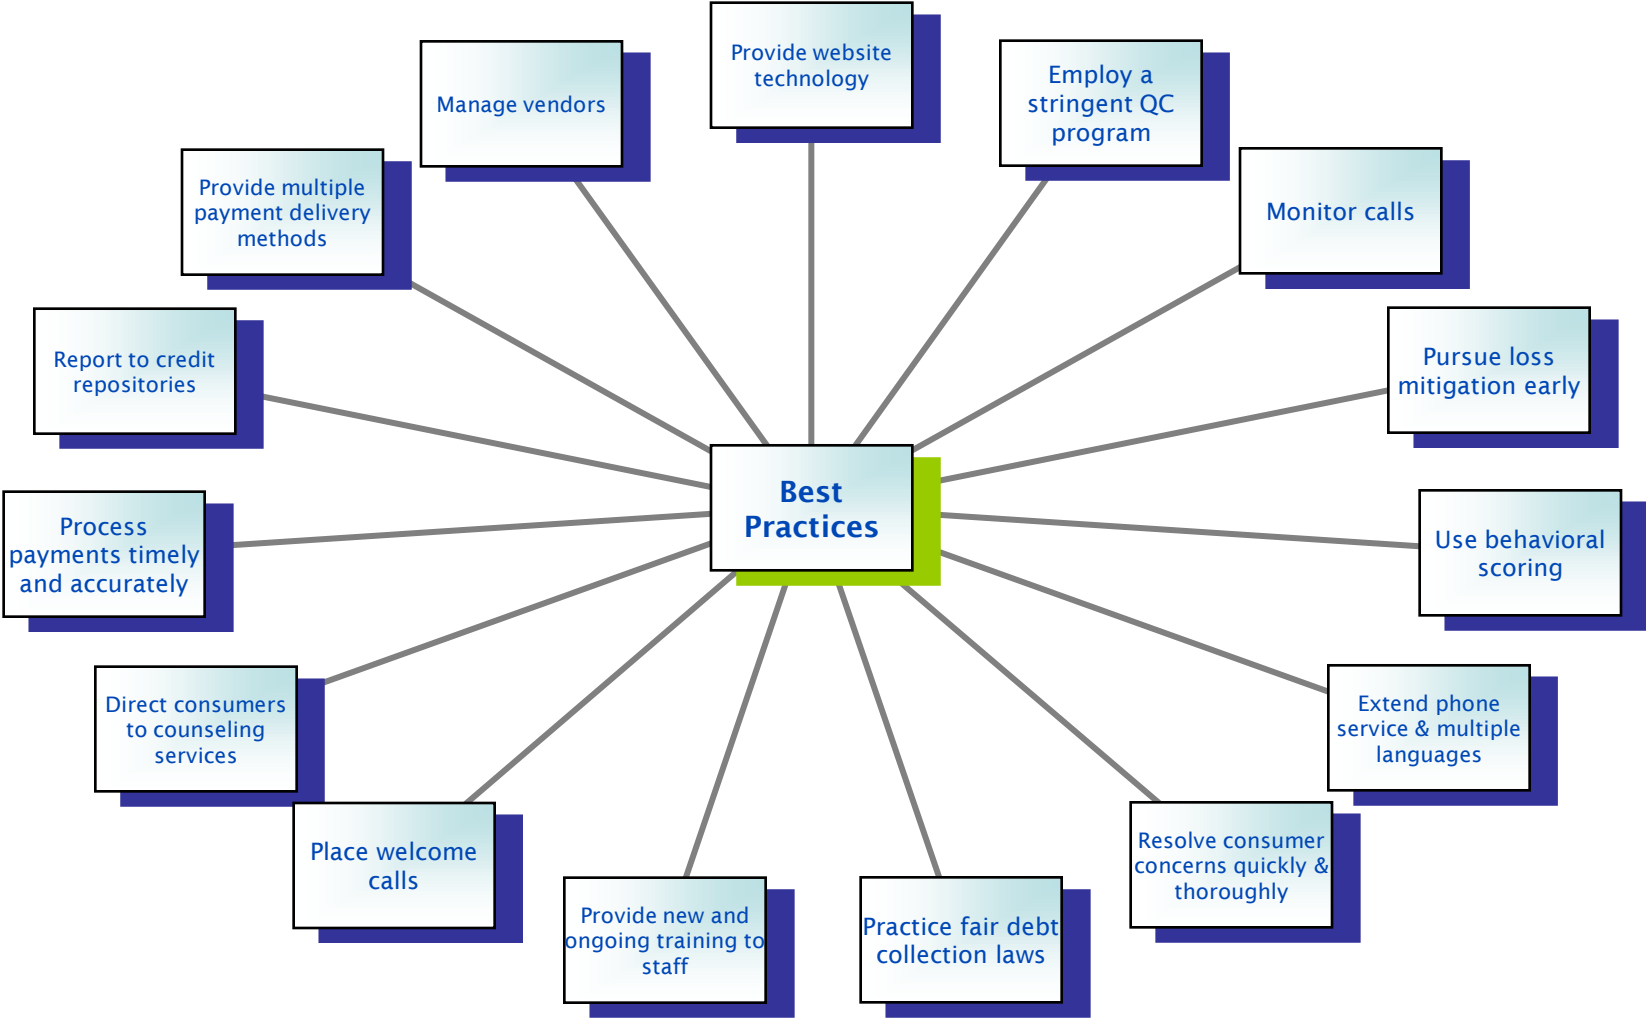 Provide website
technology
Employ a
stringent QC
program
Monitor calls
Pursue loss
mitigation early
Use behavioral
scoring
Extend phone
service & multiple
languages
Resolve consumer
concerns quickly &
thoroughly
Practice fair debt
collection laws
Provide new and
ongoing training to
staff
Place welcome
calls
Direct consumers
to counseling
services
Process
payments timely
and accurately
Report to credit
repositories
Provide multiple
payment delivery
methods
Manage vendors
Best
Practices